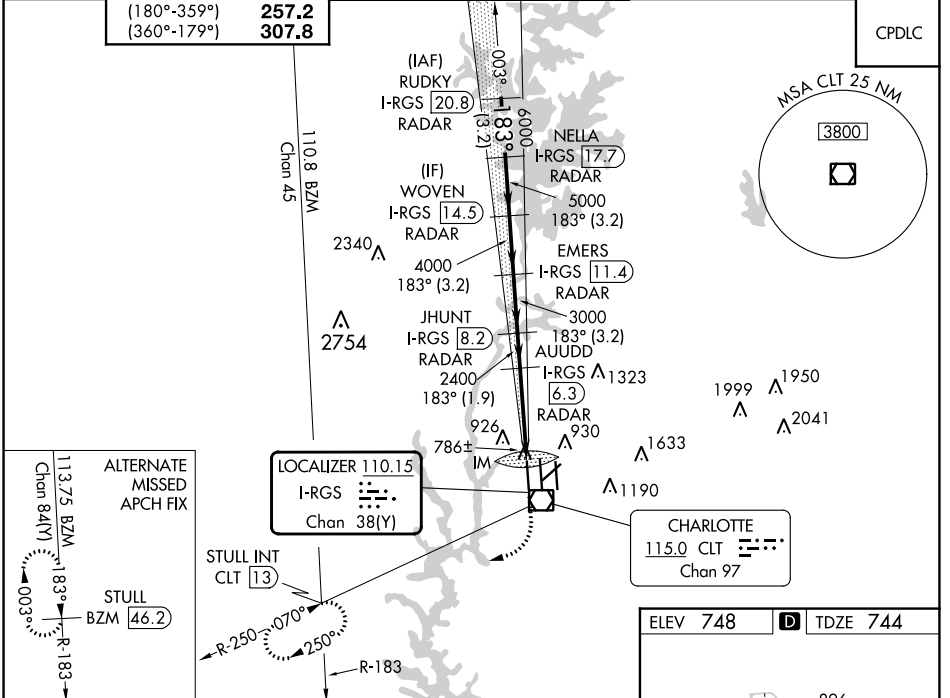 (180°-359°) 257.2
(360°-179°) 307.8
CPDLC
MSA CLT 25 NM
3800
(IAF)
RUDKY
I-RGS 20.8
RADAR
003°
183°
6000
(3.2)
NELLA
I-RGS 17.7
RADAR
110.8 BZM
Chan 45
(IF)
WOVEN
I-RGS 14.5
RADAR
5000
183° (3.2)
2340
4000
183° (3.2)
EMERS
I-RGS 11.4
RADAR
2754
JHUNT
I-RGS 8.2
RADAR
3000
183° (3.2)
2400
183° (1.9)
AUUDD
I-RGS
6.3
RADAR
1323
1999
1950
2041
926
786±
IM
930
1633
1190
LOCALIZER 110.15
I-RGS
Chan 38(Y)
CHARLOTTE
115.0 CLT
Chan 97
ALTERNATE
MISSED
APCH FIX
113.75 BZM
Chan 84(Y)
183°
003°
STULL
BZM 46.2
R-183
STULL INT
CLT 13
R-250
070°
250°
R-183
ELEV 748
D
TDZE 744